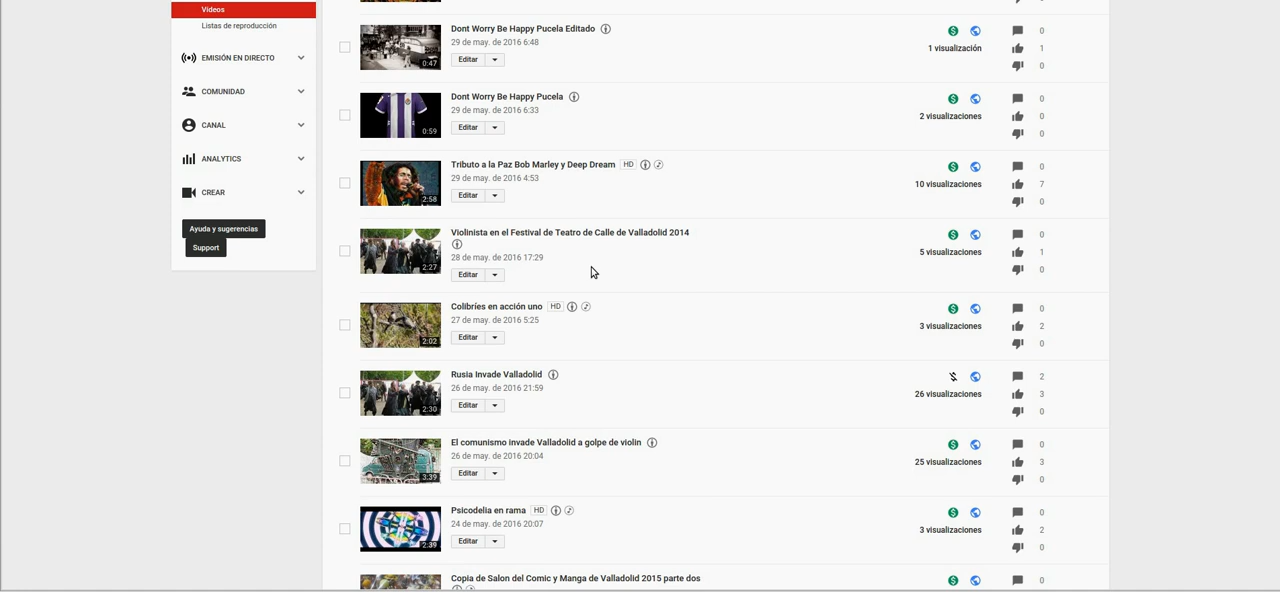 Vídeos
Listas de reproducción
EMISIÓN EN DIRECTO
COMUNIDAD
CANAL
ANALYTICS
CREAR
Ayuda y sugerencias
Support
Dont Worry Be Happy Pucela Editado
29 de may. de 2016 6:48
Editar
0:47
1 visualización
0
1
0
Dont Worry Be Happy Pucela
29 de may. de 2016 6:33
Editar
0:59
2 visualizaciones
0
0
0
Tributo a la Paz Bob Marley y Deep Dream HD
29 de may. de 2016 4:53
Editar
2:58
10 visualizaciones
0
7
0
Violinista en el Festival de Teatro de Calle de Valladolid 2014
28 de may. de 2016 17:29
Editar
2:27
5 visualizaciones
0
1
0
Colibríes en acción uno HD
27 de may. de 2016 5:25
Editar
2:02
3 visualizaciones
0
2
0
Rusia Invade Valladolid
26 de may. de 2016 21:59
Editar
2:30
26 visualizaciones
2
3
0
El comunismo invade Valladolid a golpe de violin
26 de may. de 2016 20:04
Editar
3:39
25 visualizaciones
0
3
0
Psicodelia en rama HD
24 de may. de 2016 20:07
Editar
2:39
3 visualizaciones
0
2
0
Copia de Salon del Comic y Manga de Valladolid 2015 parte dos
0